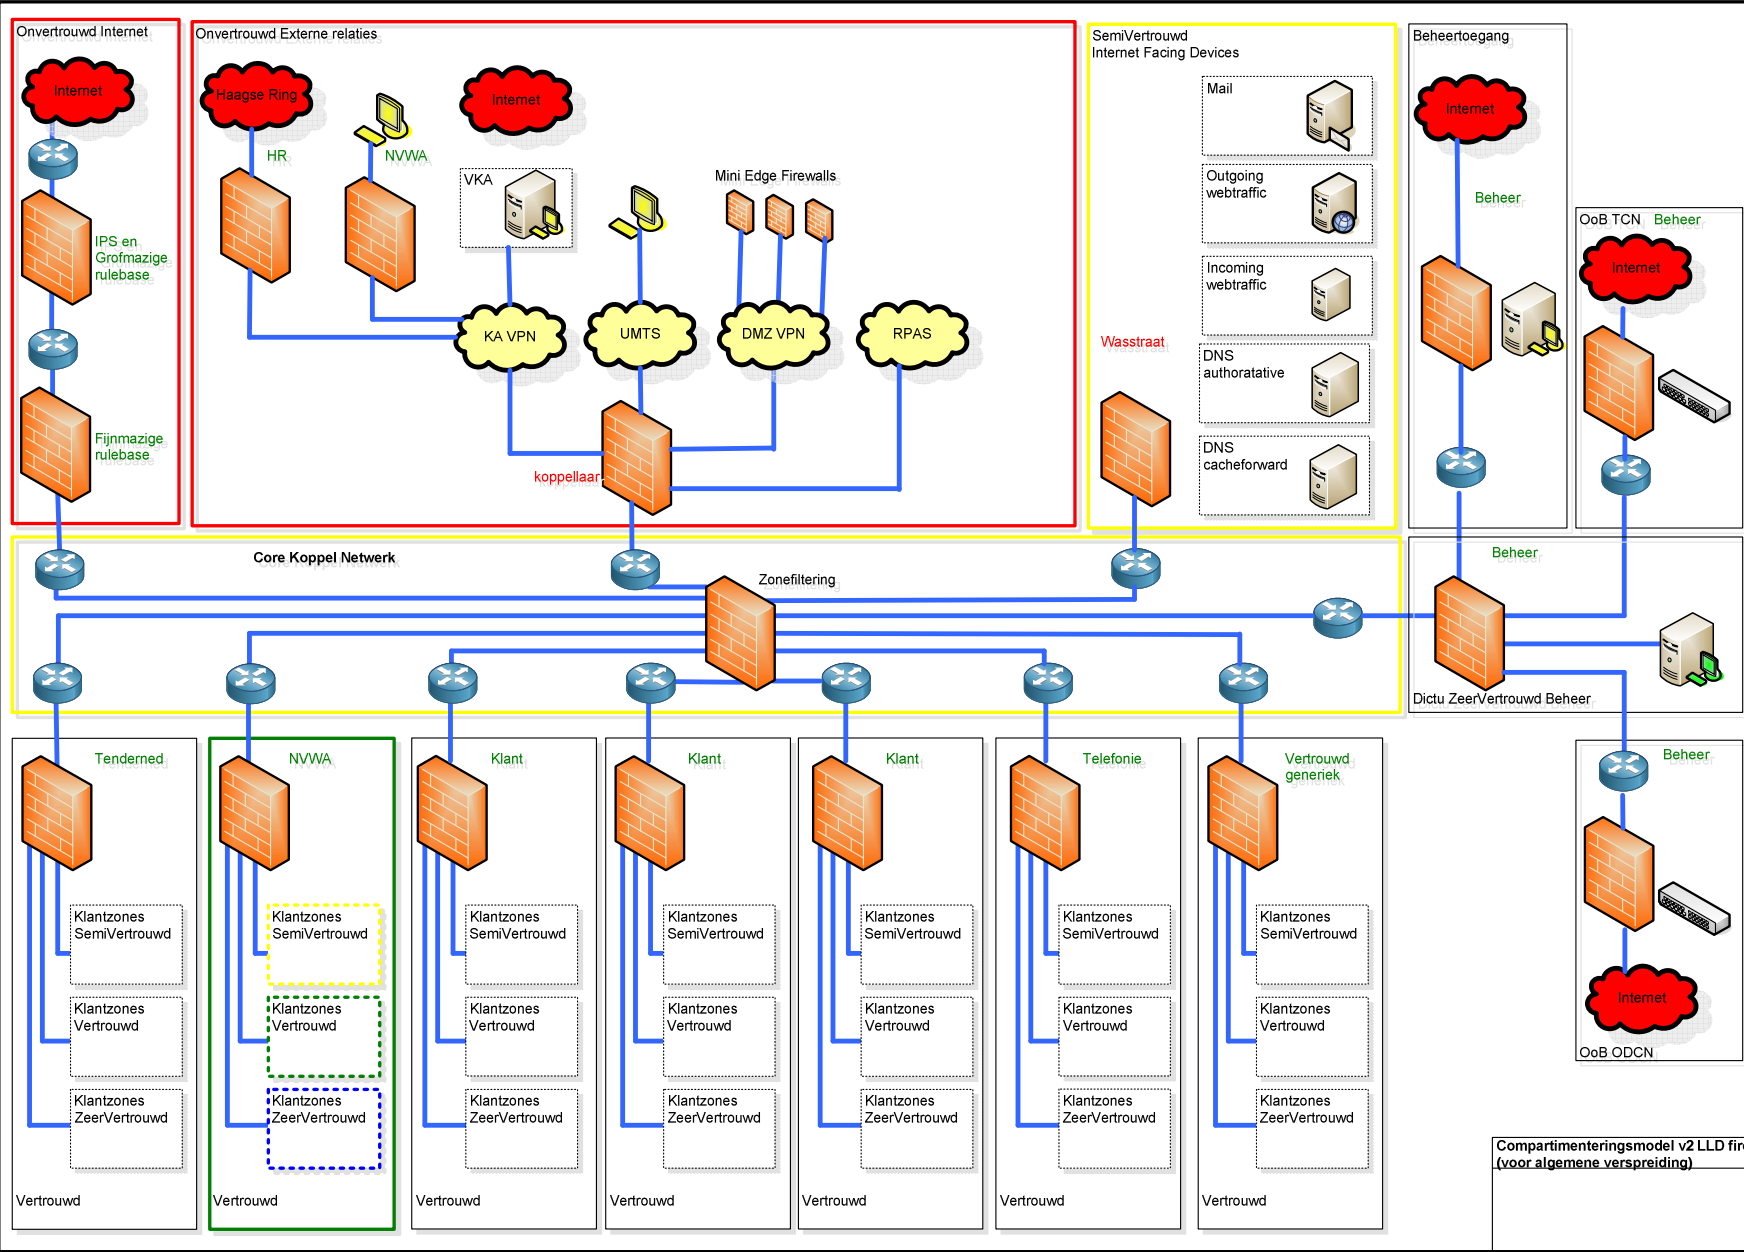 Onvertrouwd Internet
Internet
IPS en
Grofmazige
rulebase
Fijnmazige
rulebase
Onvertrouwd Externe relaties
Haagse Ring
HR
NVWA
Internet
VKA
Mini Edge Firewalls
KA VPN
UMTS
DMZ VPN
RPAS
koppellaar
SemiVertrouwd
Internet Facing Devices
Mail
Outgoing
webtraffic
Incoming
webtraffic
Wasstraat
DNS
authoratative
DNS
cacheforward
Beheertoegang
Internet
Beheer
OoB TCN
Beheer
Internet
Core Koppel Netwerk
Zonefiltering
Beheer
Dictu ZeerVertrouwd Beheer
Tenderned
Klantzones
SemiVertrouwd
Klantzones
Vertrouwd
Klantzones
ZeerVertrouwd
Vertrouwd
NVWA
Klantzones
SemiVertrouwd
Klantzones
Vertrouwd
Klantzones
ZeerVertrouwd
Vertrouwd
Klant
Klantzones
SemiVertrouwd
Klantzones
Vertrouwd
Klantzones
ZeerVertrouwd
Vertrouwd
Klant
Klantzones
SemiVertrouwd
Klantzones
Vertrouwd
Klantzones
ZeerVertrouwd
Vertrouwd
Klant
Klantzones
SemiVertrouwd
Klantzones
Vertrouwd
Klantzones
ZeerVertrouwd
Vertrouwd
Telefonie
Klantzones
SemiVertrouwd
Klantzones
Vertrouwd
Klantzones
ZeerVertrouwd
Vertrouwd
Vertrouwd
generiek
Klantzones
SemiVertrouwd
Klantzones
Vertrouwd
Klantzones
ZeerVertrouwd
Vertrouwd
Beheer
Internet
OoB ODCN
Compartimenteringsmodel v2 LLD
(voor algemene verspreiding)